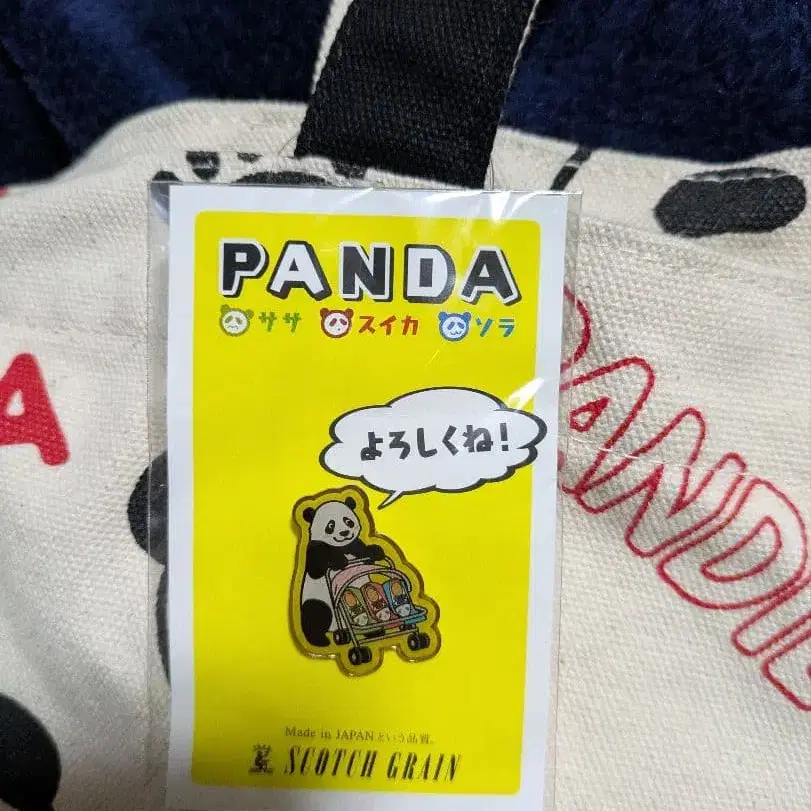 PANDA
ササ スイカ ソラ
よろしくね!
Made in JAPANという品質。
SCOTCH GRAIN
A